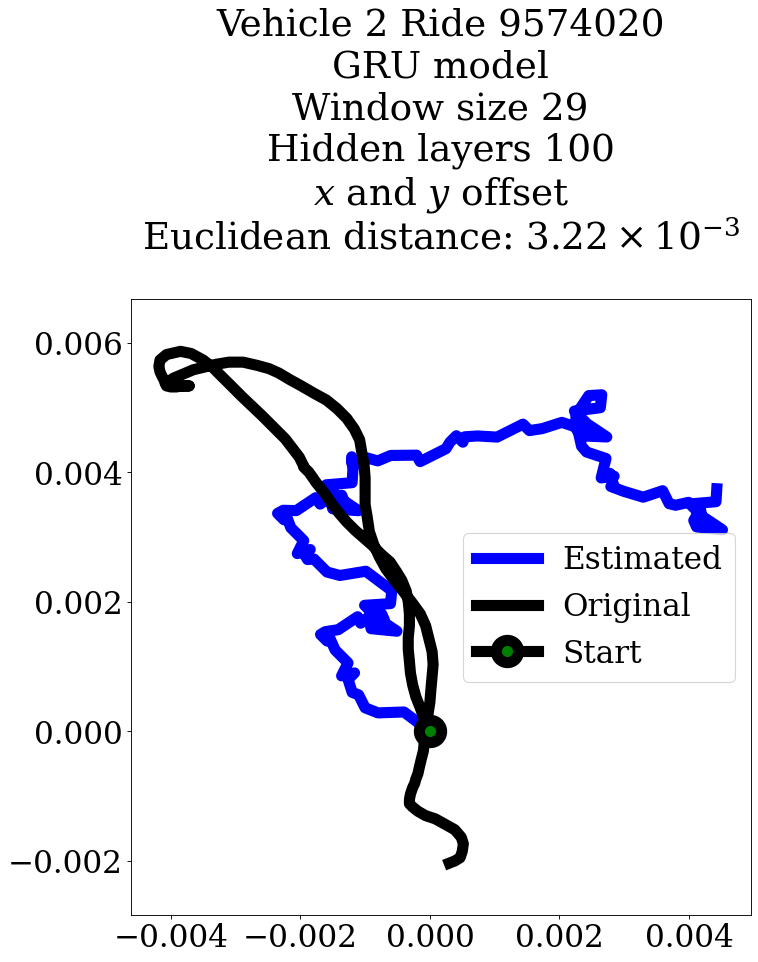 Vehicle 2 Ride 9574020
GRU model
Window size 29
Hidden layers 100
x and y offset
Euclidean distance: 3.22 × 10⁻³
0.006
0.004
0.002
0.000
−0.002
Estimated
Original
Start
−0.004 −0.002 0.000 0.002 0.004